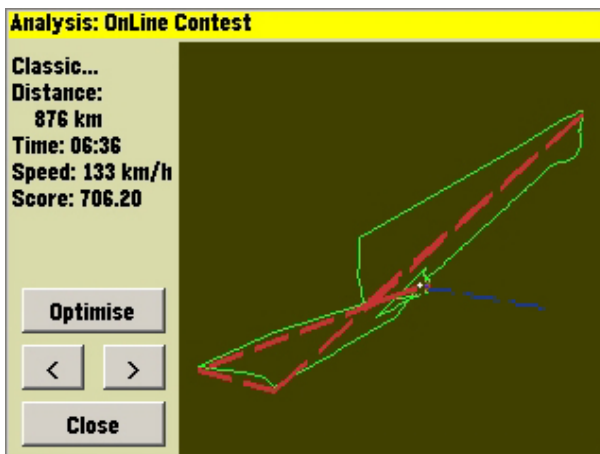 Analysis: OnLine Contest
Classic...
Distance:
876 km
Time: 06:36
Speed: 133 km/h
Score: 706.20
Optimise
< >
Close